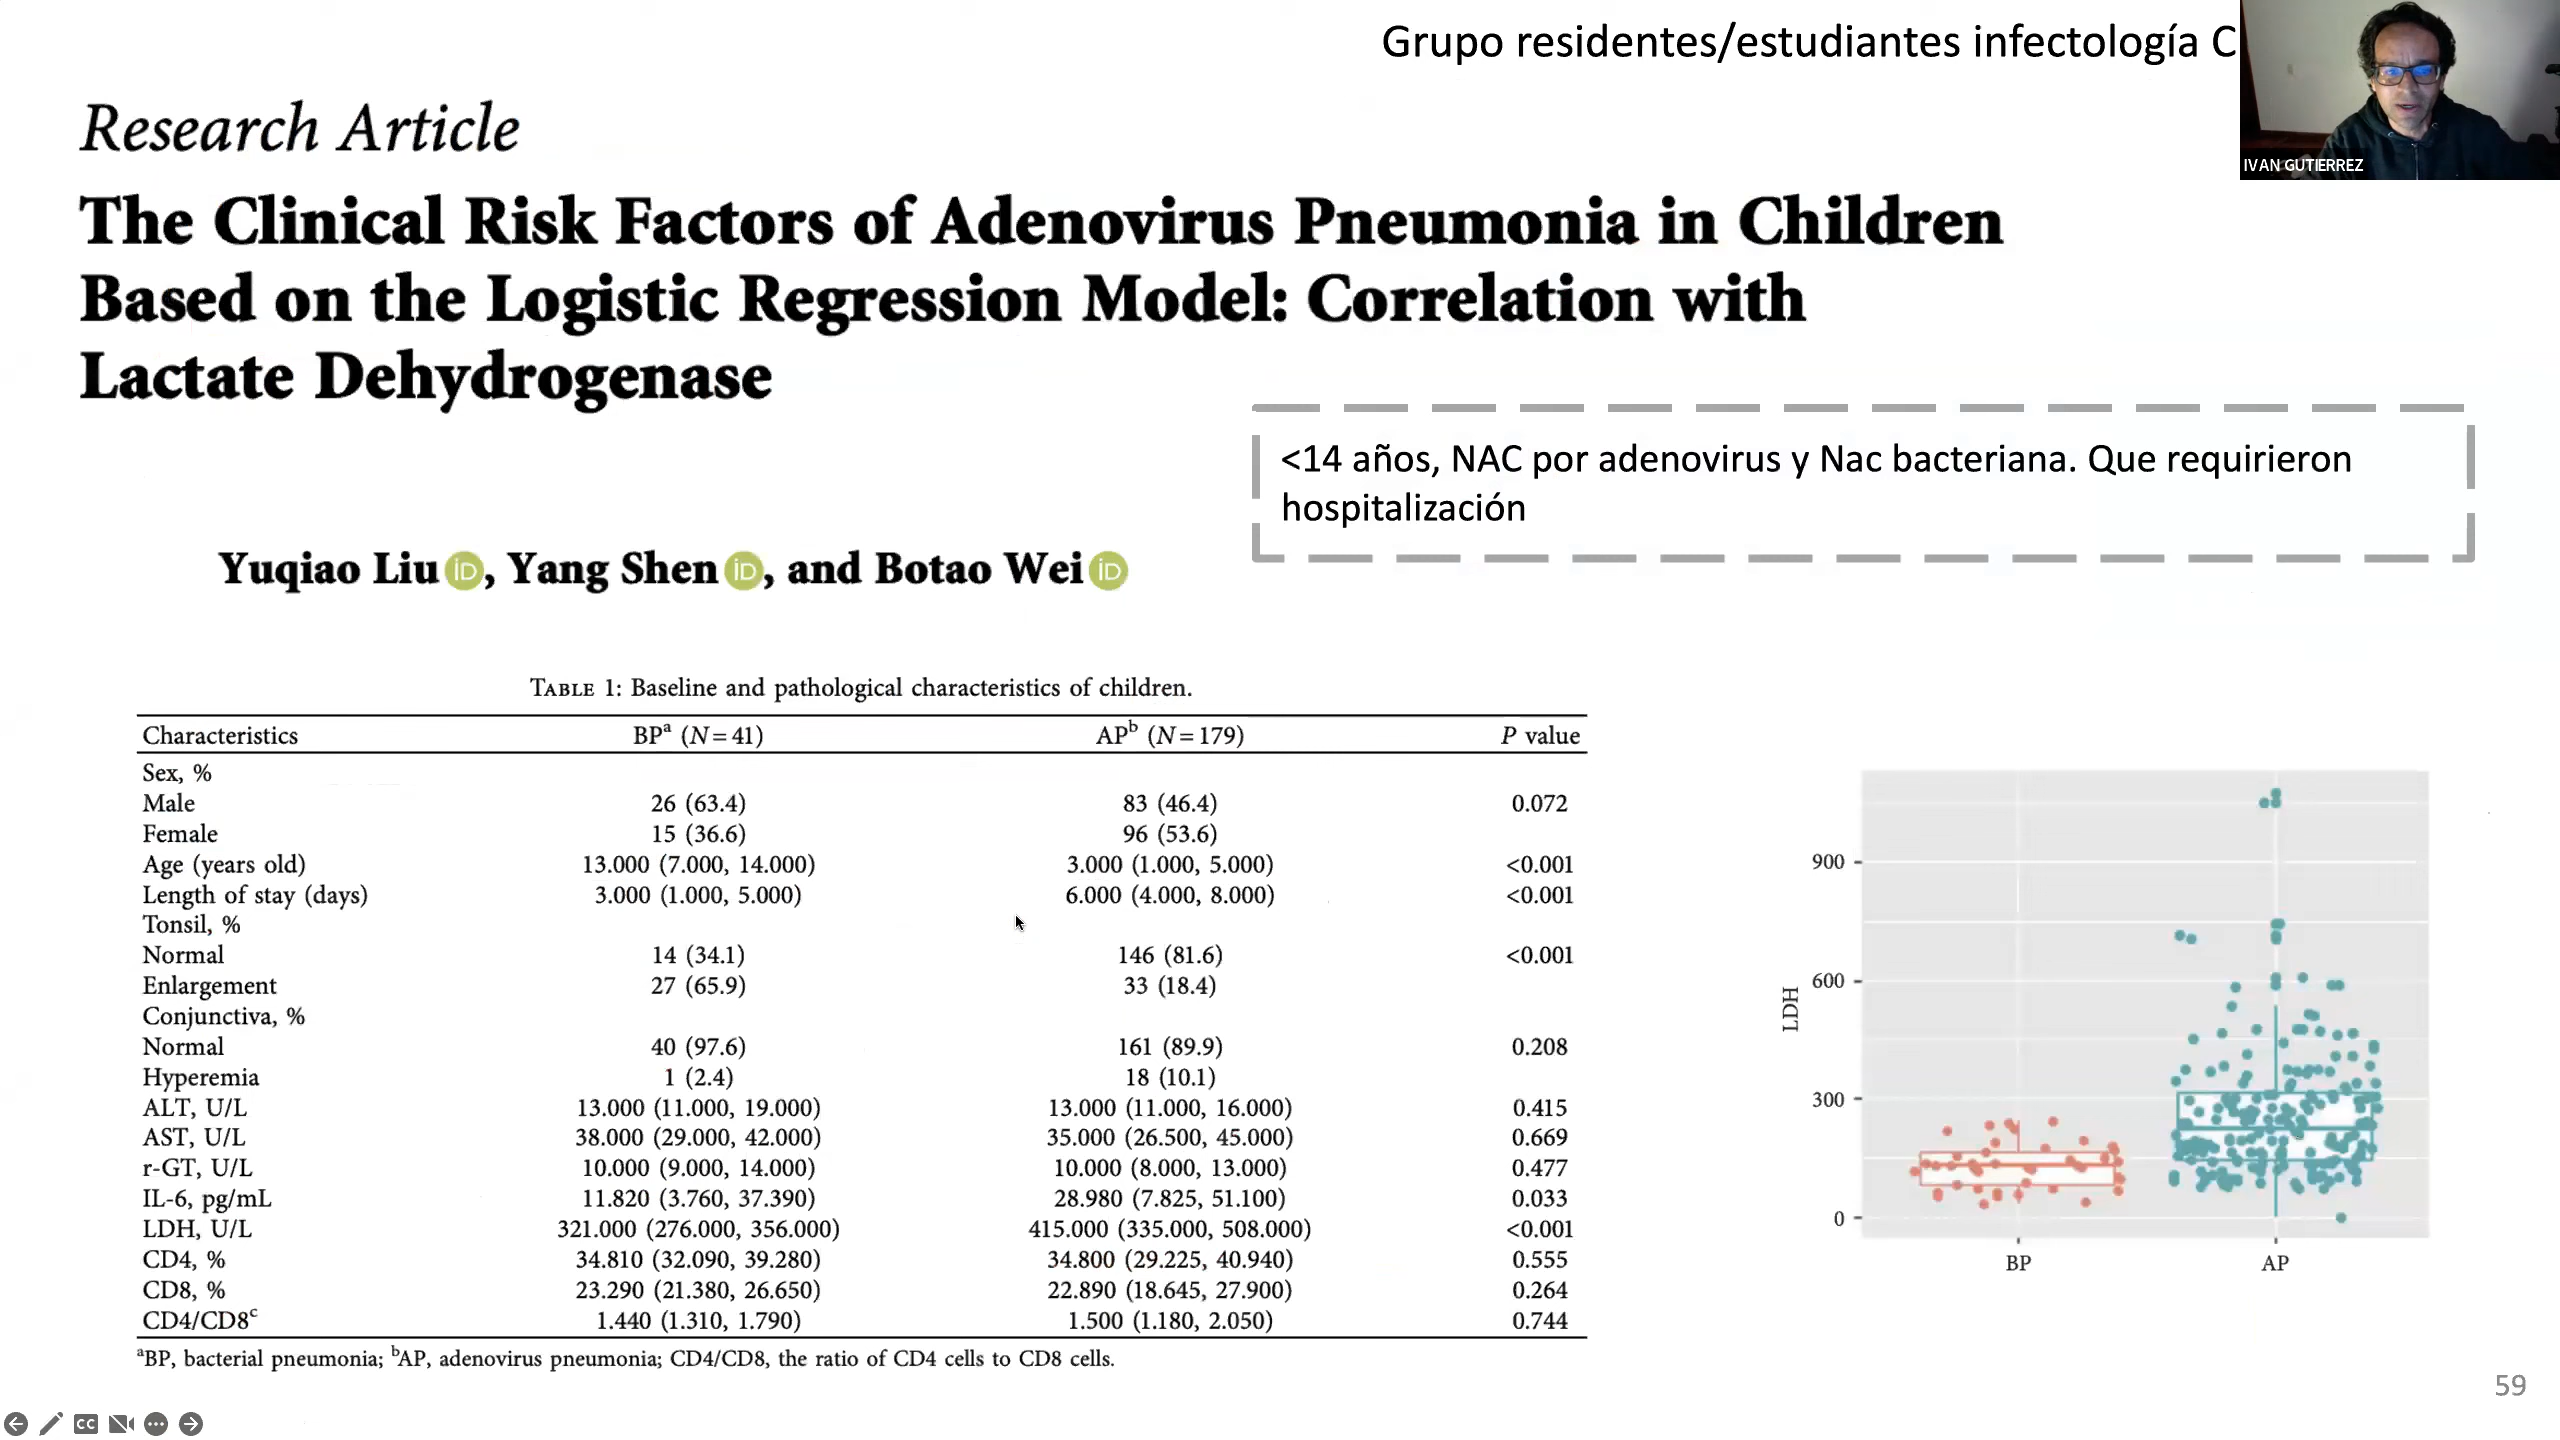 Grupo residentes/estudiantes infectología C
IVAN GUTIERREZ
Research Article
The Clinical Risk Factors of Adenovirus Pneumonia in Children
Based on the Logistic Regression Model: Correlation with
Lactate Dehydrogenase
<14 años, NAC por adenovirus y Nac bacteriana. Que requirieron
hospitalización
Yuqiao Liu iD, Yang Shen iD, and Botao Wei iD
TABLE 1: Baseline and pathological characteristics of children.
Characteristics BPa (N = 41) APb (N = 179) P value
Sex, %
Male 26 (63.4) 83 (46.4) 0.072
Female 15 (36.6) 96 (53.6)
Age (years old) 13.000 (7.000, 14.000) 3.000 (1.000, 5.000) <0.001
Length of stay (days) 3.000 (1.000, 5.000) 6.000 (4.000, 8.000) <0.001
Tonsil, %
Normal 14 (34.1) 146 (81.6) <0.001
Enlargement 27 (65.9) 33 (18.4)
Conjunctiva, %
Normal 40 (97.6) 161 (89.9) 0.208
Hyperemia 1 (2.4) 18 (10.1)
ALT, U/L 13.000 (11.000, 19.000) 13.000 (11.000, 16.000) 0.415
AST, U/L 38.000 (29.000, 42.000) 35.000 (26.500, 45.000) 0.669
r-GT, U/L 10.000 (9.000, 14.000) 10.000 (8.000, 13.000) 0.477
IL-6, pg/mL 11.820 (3.760, 37.390) 28.980 (7.825, 51.100) 0.033
LDH, U/L 321.000 (276.000, 356.000) 415.000 (335.000, 508.000) <0.001
CD4, % 34.810 (32.090, 39.280) 34.800 (29.225, 40.940) 0.555
CD8, % 23.290 (21.380, 26.650) 22.890 (18.645, 27.900) 0.264
CD4/CD8c 1.440 (1.310, 1.790) 1.500 (1.180, 2.050) 0.744
aBP, bacterial pneumonia; bAP, adenovirus pneumonia; CD4/CD8, the ratio of CD4 cells to CD8 cells.
LDH
900
600
300
0
BP AP
59
CC